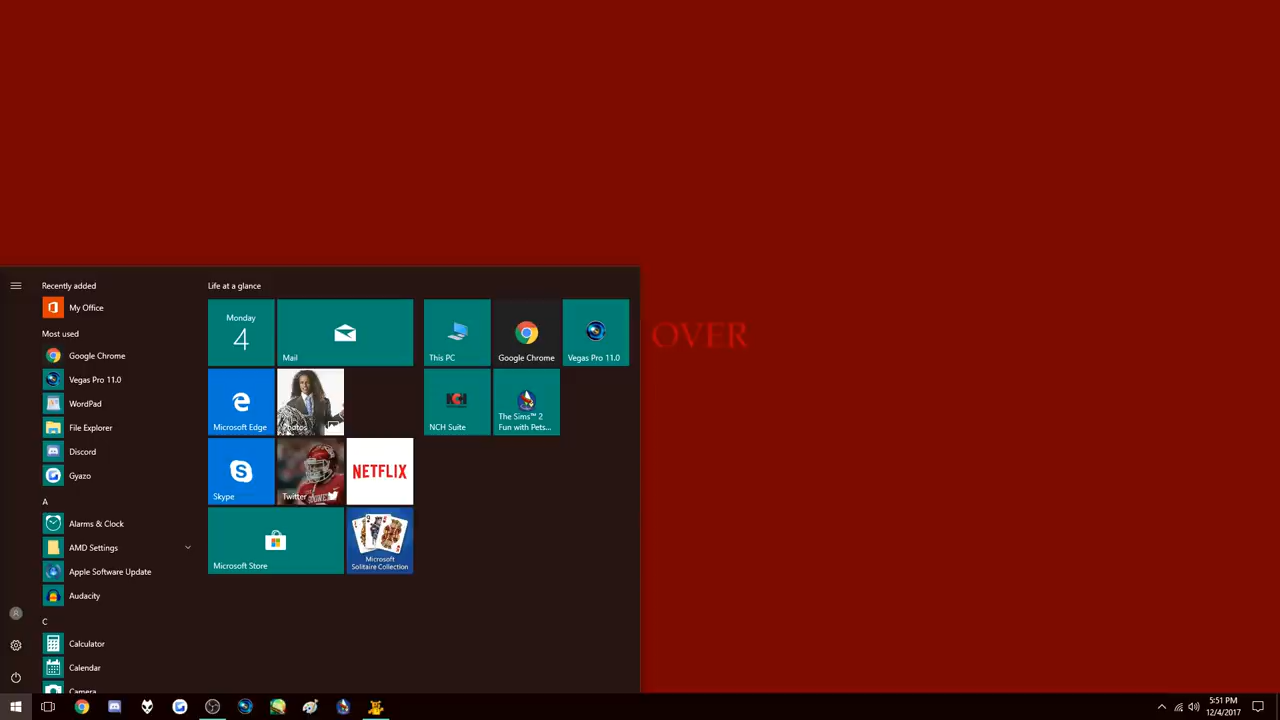 Recently added
My Office
Most used
Google Chrome
Vegas Pro 11.0
WordPad
File Explorer
Discord
Gyazo
A
Alarms & Clock
AMD Settings
Apple Software Update
Audacity
C
Calculator
Calendar
Camera
Life at a glance
Monday
4
Mail
This PC
Google Chrome
Vegas Pro 11.0
Microsoft Edge
Photos
NCH
NCH Suite
The Sims™ 2
Fun with Pets...
Skype
Twitter
NETFLIX
Microsoft Store
Microsoft
Solitaire Collection
OVER
5:51 PM
12/4/2017